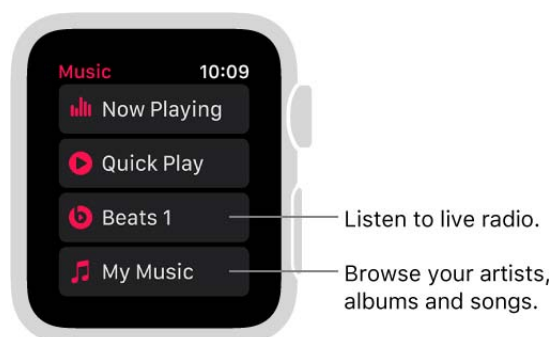 Music 10:09
Now Playing
Quick Play
Beats 1
Listen to live radio.
My Music
Browse your artists,
albums and songs.